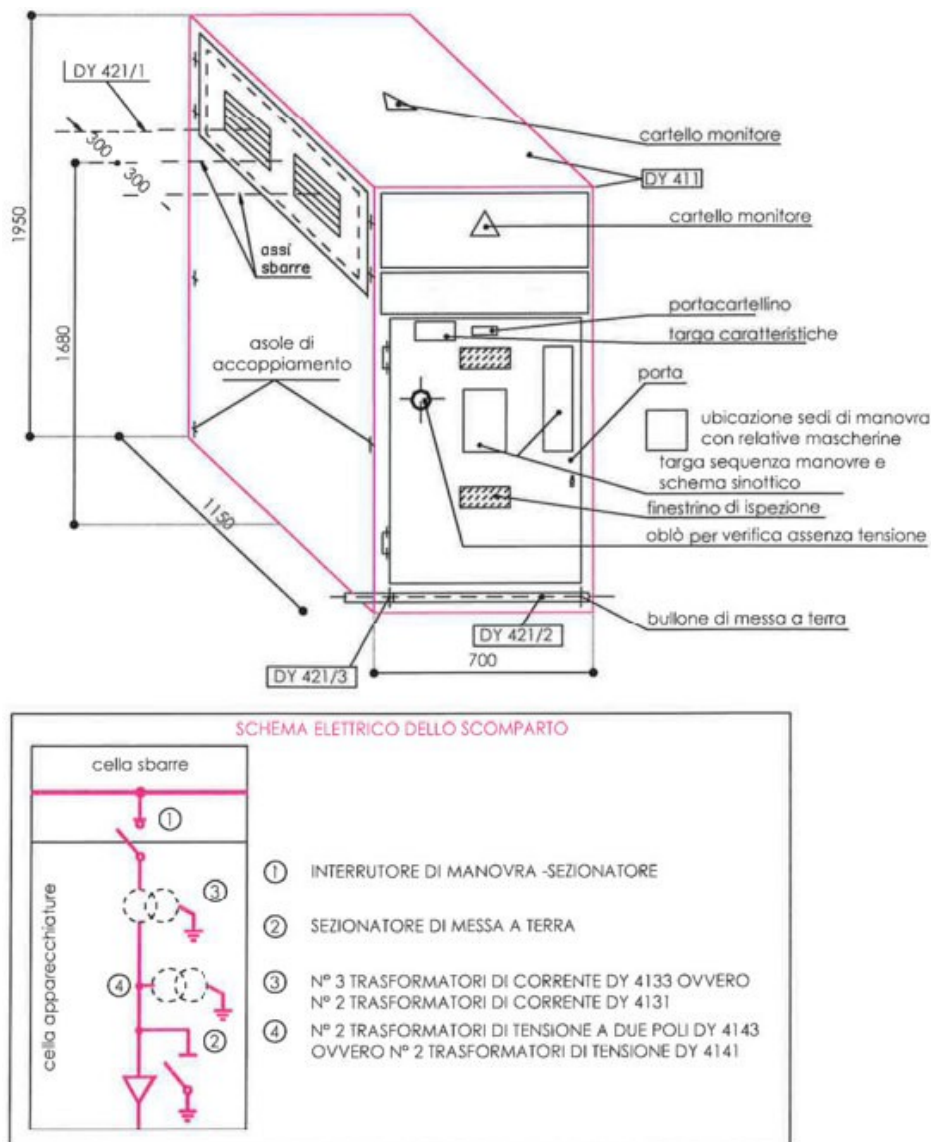 DY 421/1
300
300
cartello monitore
DY 411
cartello monitore
1950
assi
sbarre
portacartellino
targa caratteristiche
1680
asole di
accoppiamento
porta
ubicazione sedi di manovra
con relative mascherine
targa sequenza manovre e
schema sinottico
finestrino di ispezione
1150
oblò per verifica assenza tensione
bullone di messa a terra
DY 421/2
DY 421/3
700
SCHEMA ELETTRICO DELLO SCOMPARTO
cella sbarre
1
cella apparecchiature
3
4
2
1 INTERRUTORE DI MANOVRA -SEZIONATORE
2 SEZIONATORE DI MESSA A TERRA
3 N° 3 TRASFORMATORI DI CORRENTE DY 4133 OVVERO
N° 2 TRASFORMATORI DI CORRENTE DY 4131
4 N° 2 TRASFORMATORI DI TENSIONE A DUE POLI DY 4143
OVVERO N° 2 TRASFORMATORI DI TENSIONE DY 4141